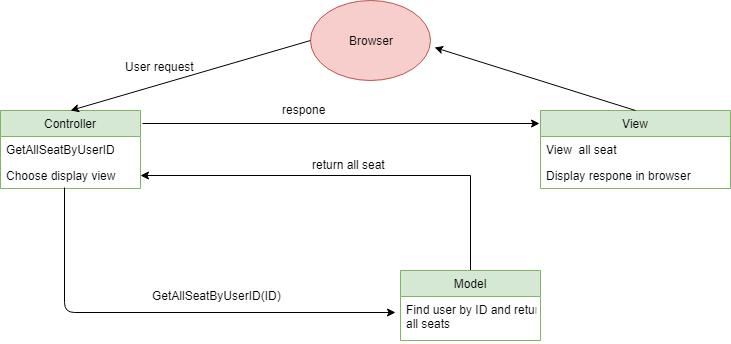 Browser
User request
Controller
respone
View
GetAllSeatByUserID
View all seat
Choose display view
return all seat
Display respone in browser
Model
GetAllSeatByUserID(ID)
Find user by ID and retu
all seats